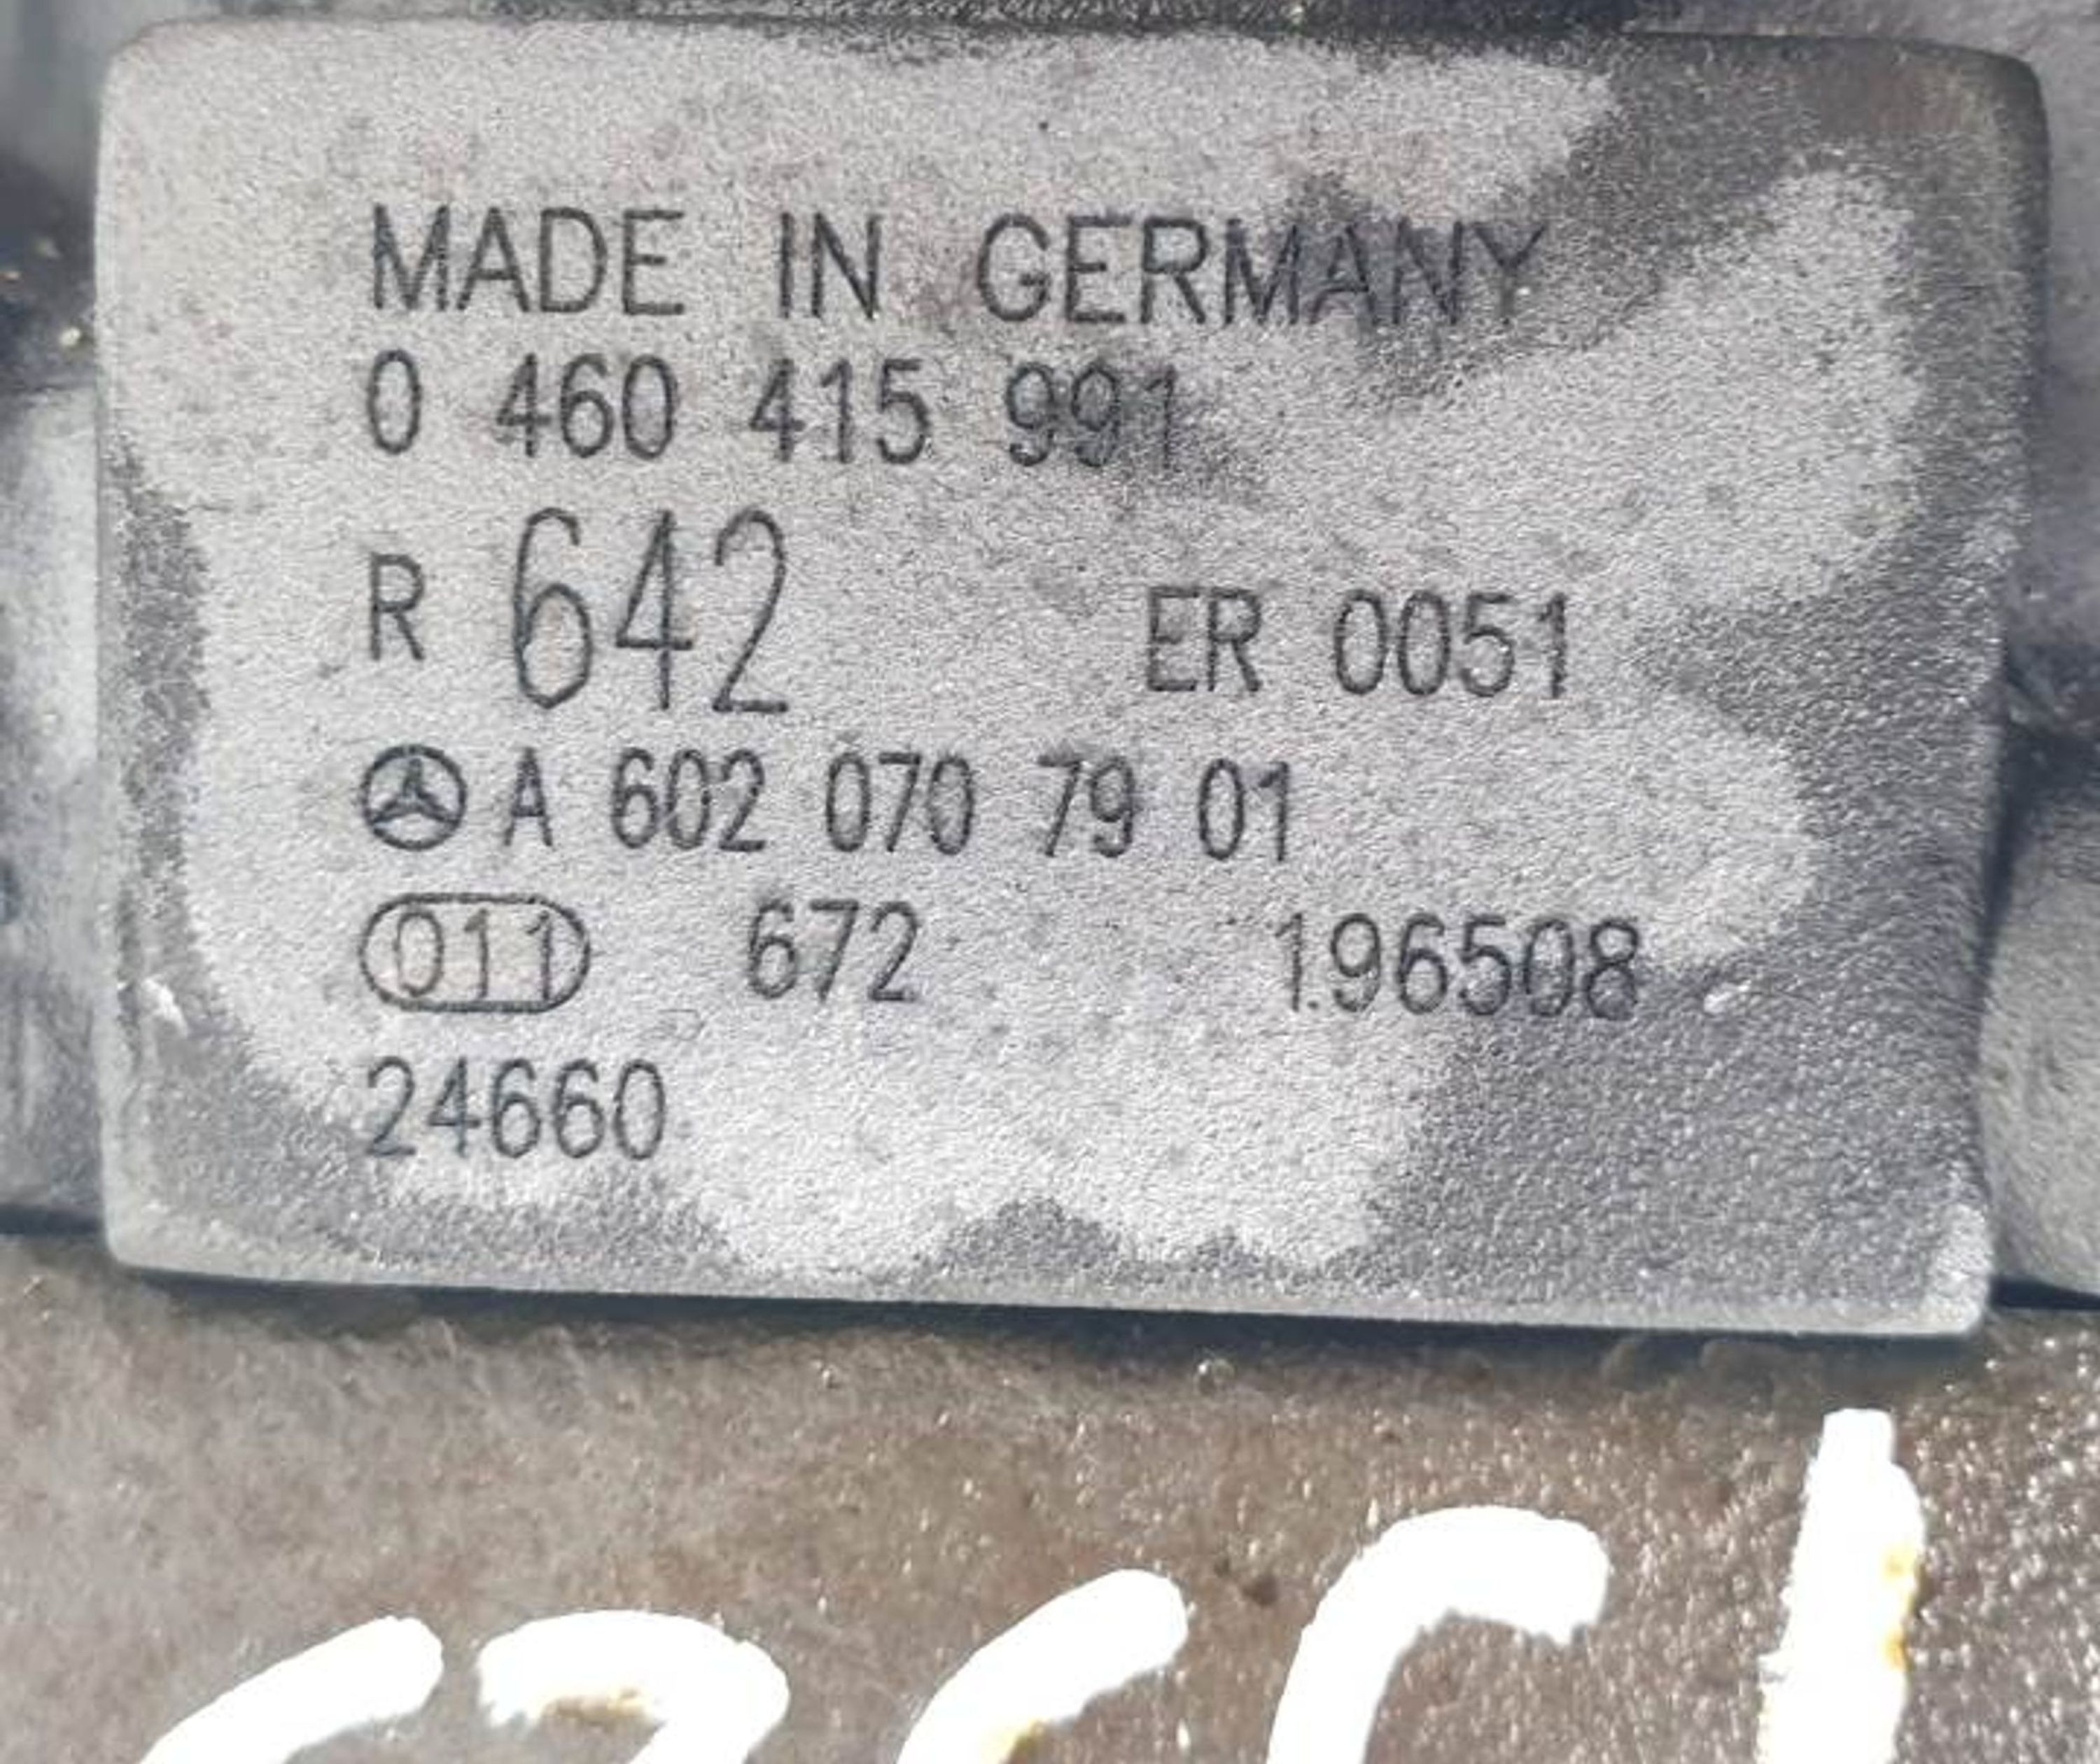 MADE IN GERMANY
0 460 415 991
R 642 ER 0051
A 602 070 79 01
011 672 196508
24660